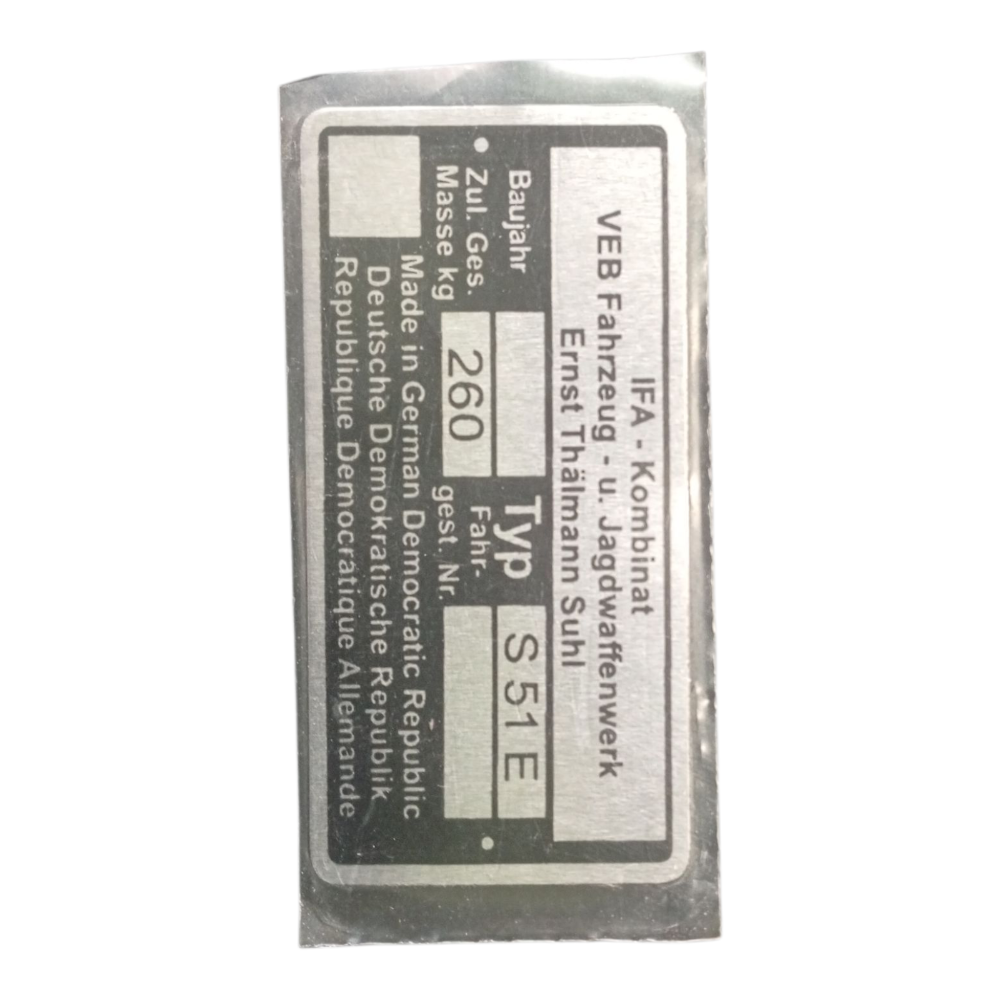 IFA - Kombinat
VEB Fahrzeug - u. Jagdwaffenwerk
Ernst Thälmann Suhl
Baujahr Typ S 51 E
Zul. Ges. Masse kg 260 Fahr- gest. Nr.
Made in German Democratic Republic
Deutsche Demokratische Republik
Republique Democratique Allemande